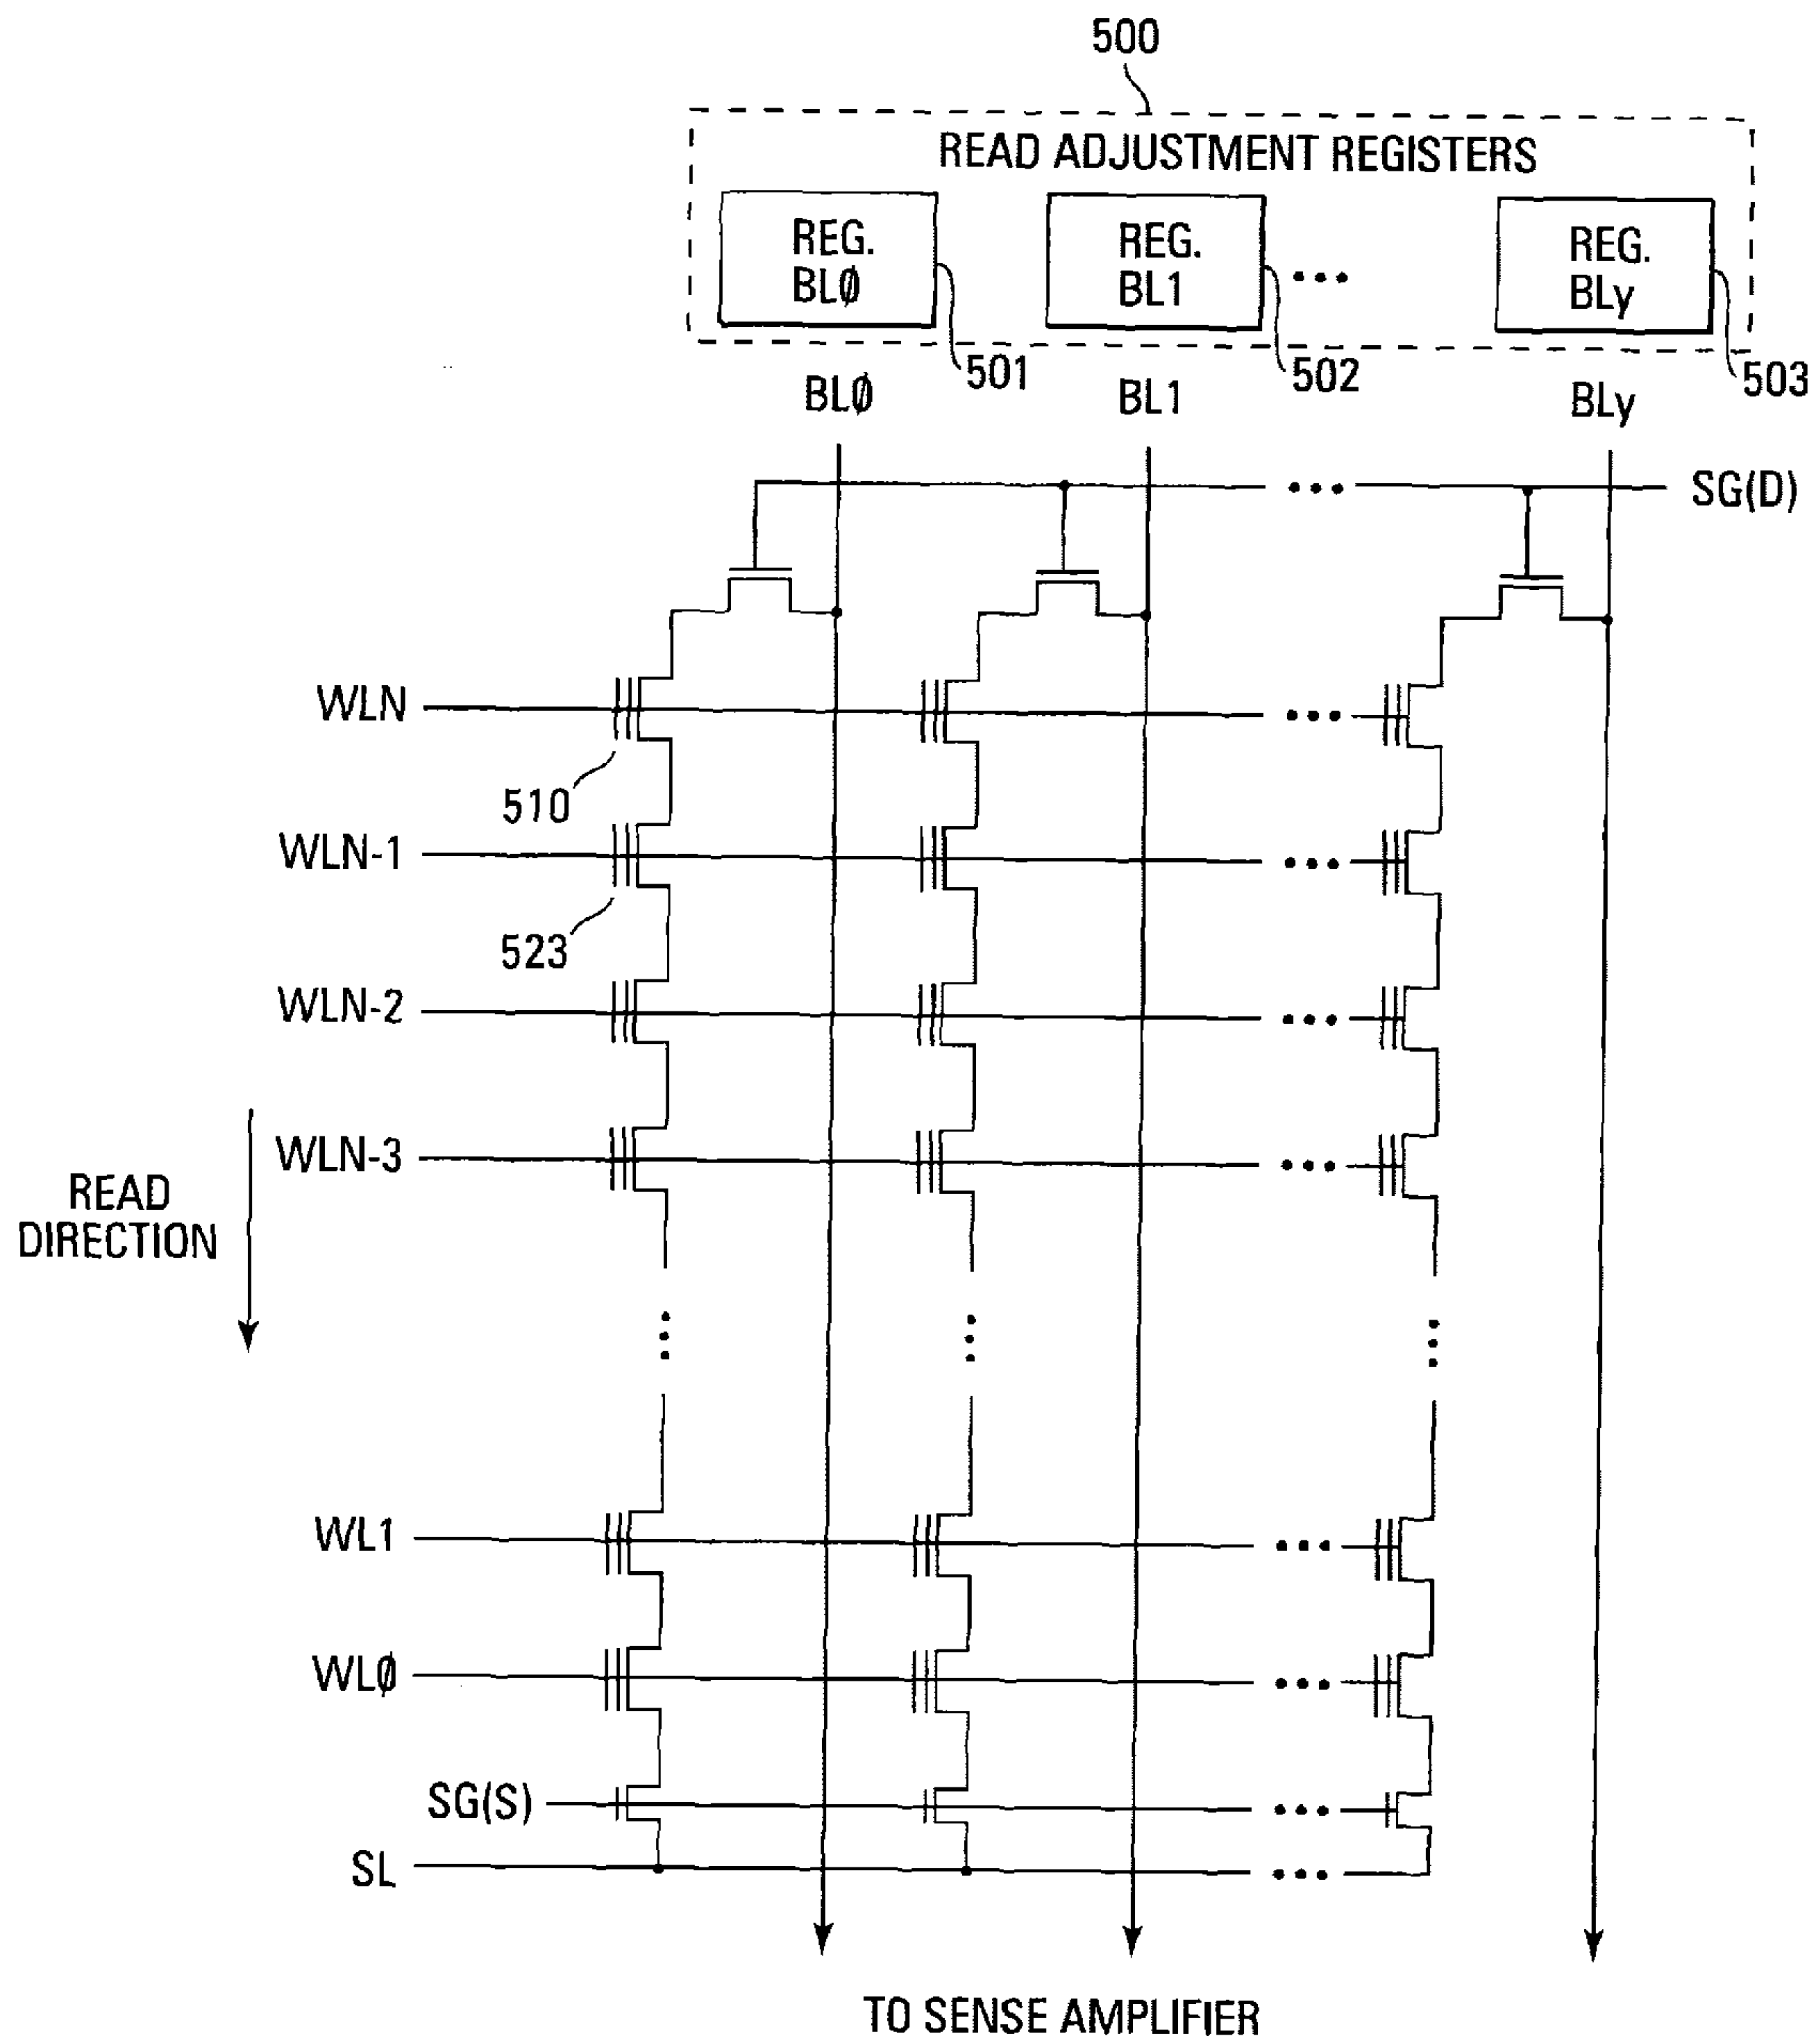 500
READ ADJUSTMENT REGISTERS
REG.
BLØ
REG.
BL1
...
REG.
BLy
501
502
503
BLØ
BL1
BLy
... SG(D)
WLN ...
510
WLN-1 ...
523
WLN-2 ...
WLN-3 ...
READ
DIRECTION
... ... ...
WL1 ...
WLØ ...
SG(S) ...
SL ...
TO SENSE AMPLIFIER